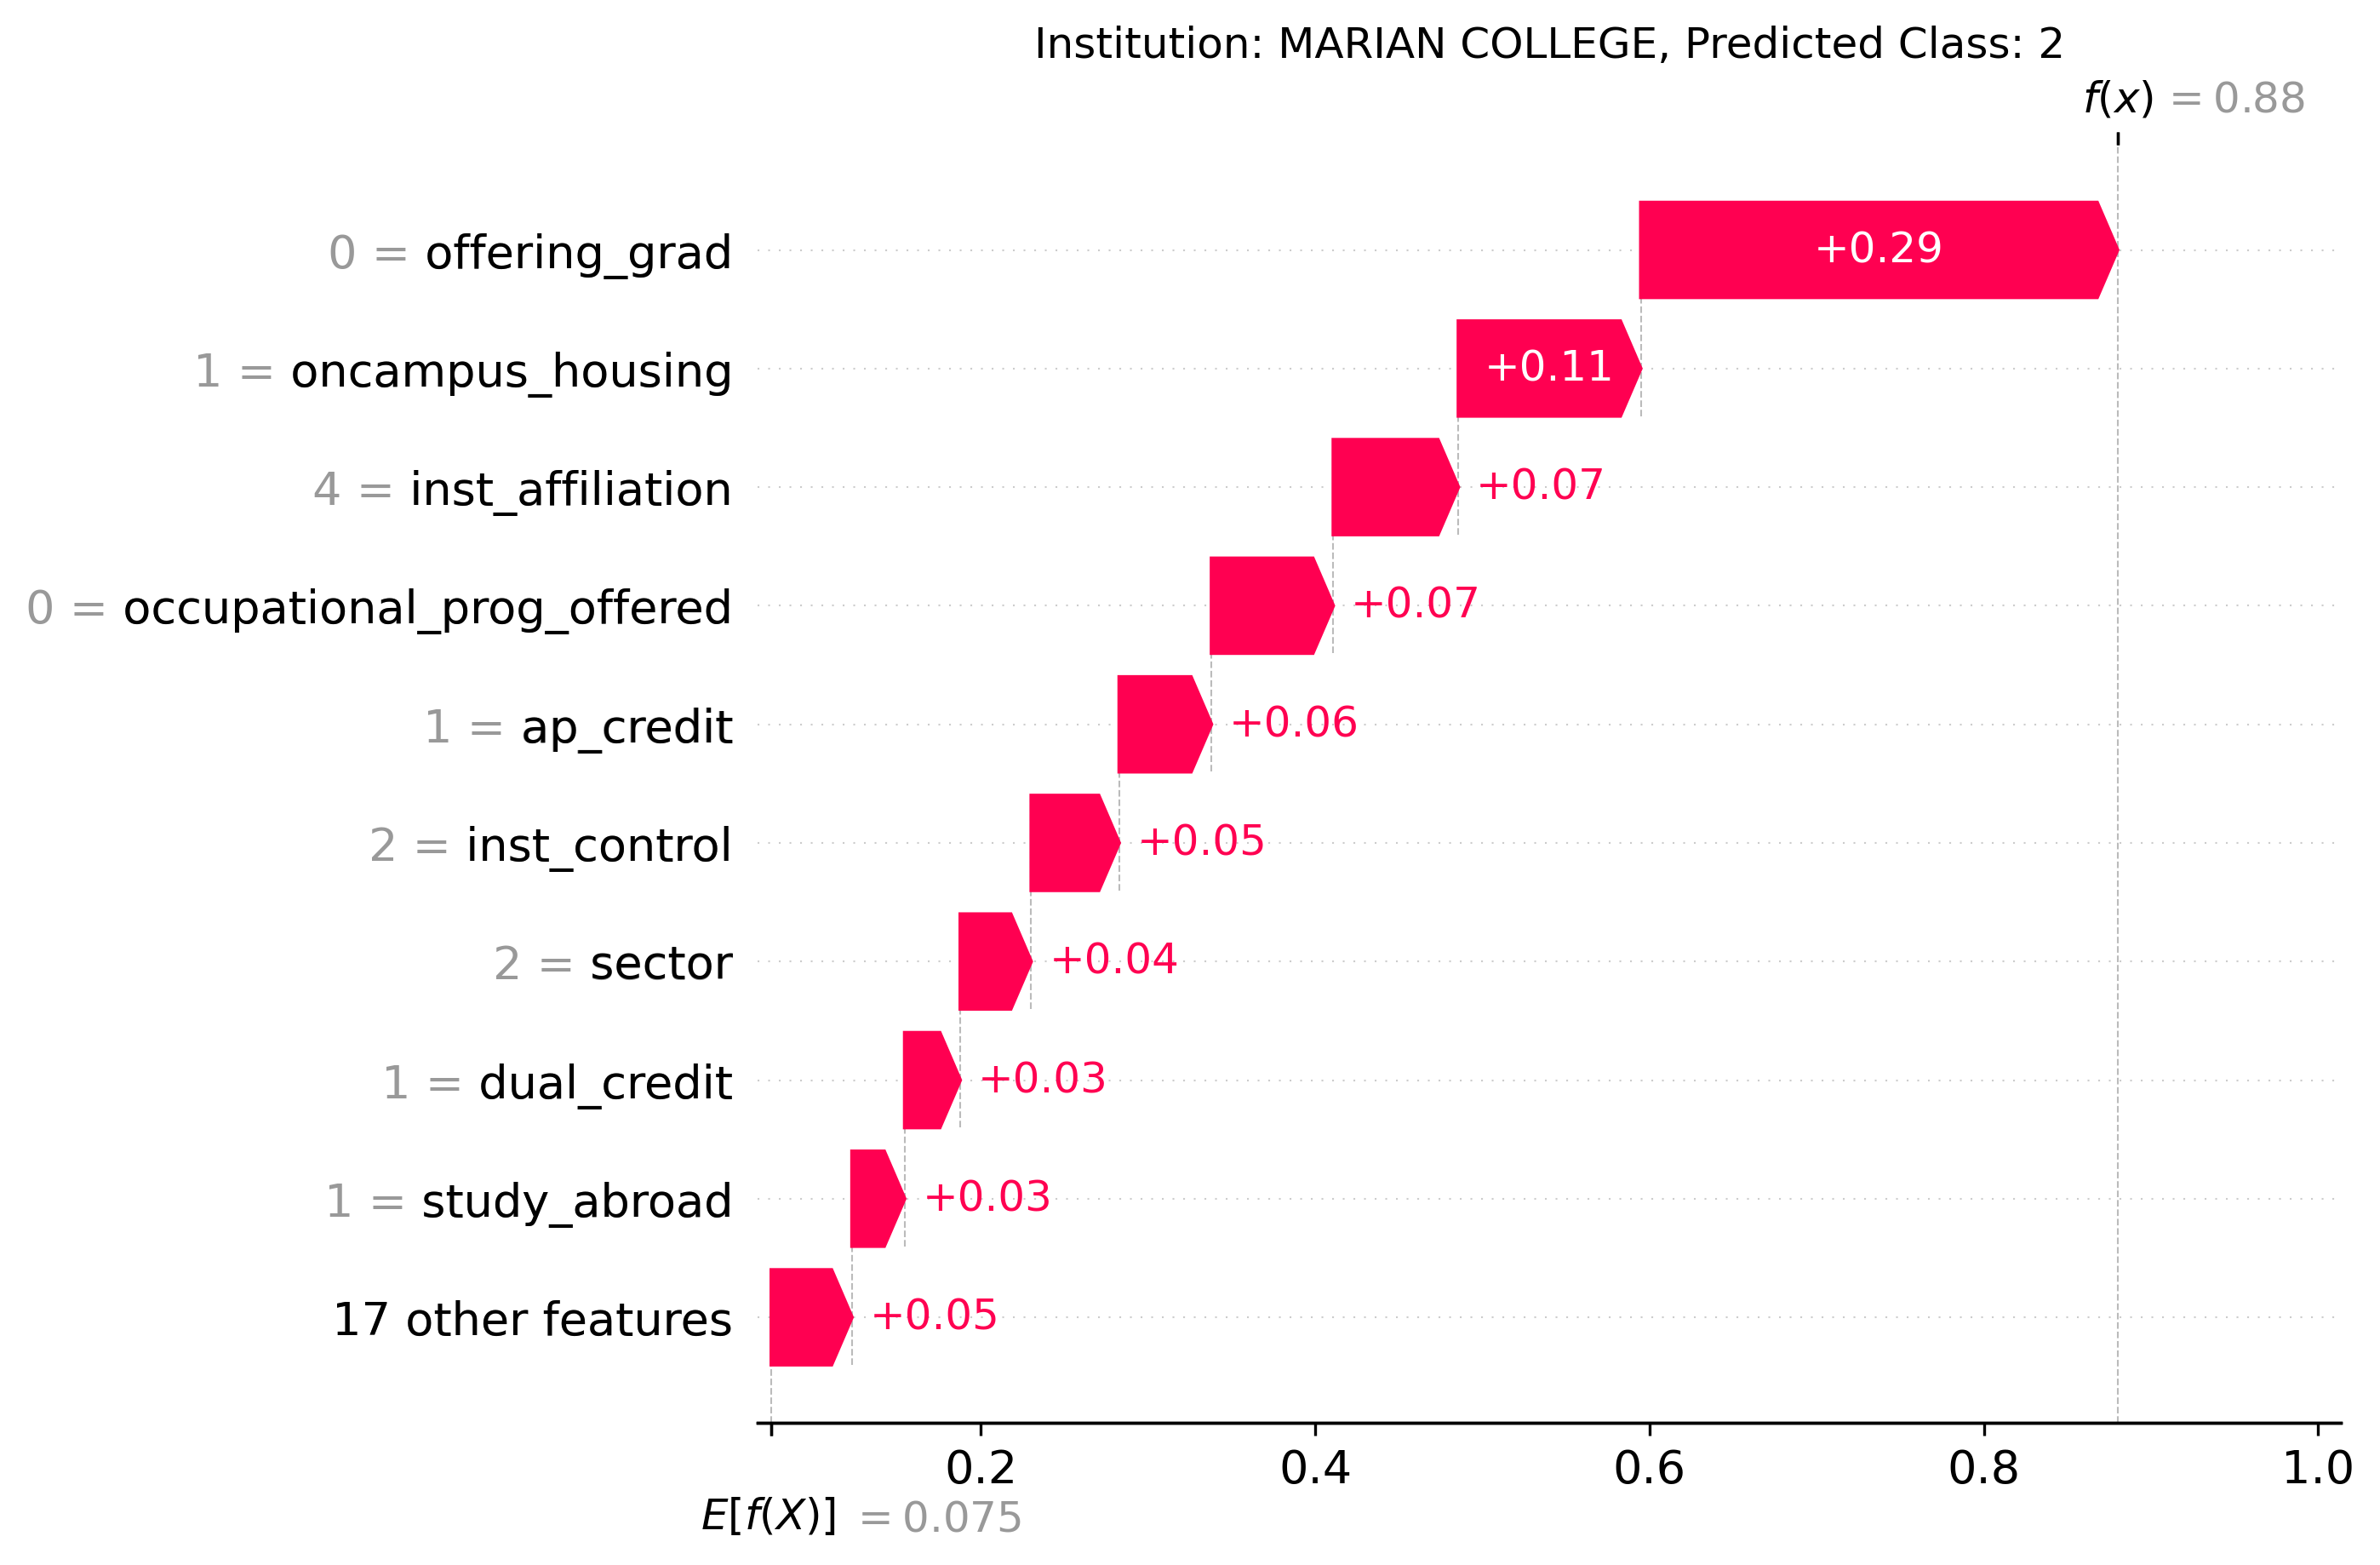 Institution: MARIAN COLLEGE, Predicted Class: 2
f(x) = 0.88
0 = offering_grad +0.29
1 = oncampus_housing +0.11
4 = inst_affiliation +0.07
0 = occupational_prog_offered +0.07
1 = ap_credit +0.06
2 = inst_control +0.05
2 = sector +0.04
1 = dual_credit +0.03
1 = study_abroad +0.03
17 other features +0.05
0.2 0.4 0.6 0.8 1.0
E[f(X)] = 0.075